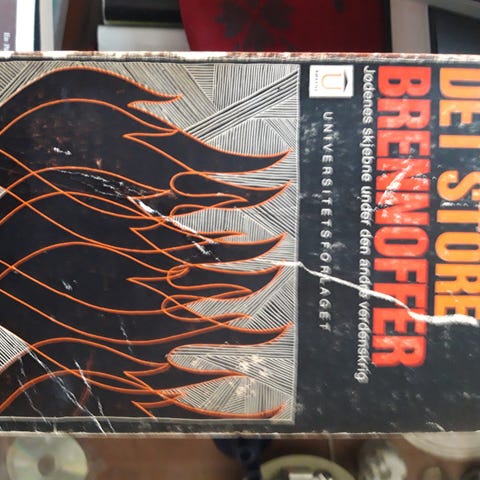 DET STORE
BRENNOFFER
Jødenes skjebne under den andre verdenskrig
UNIVERSITETSFORLAGET
U